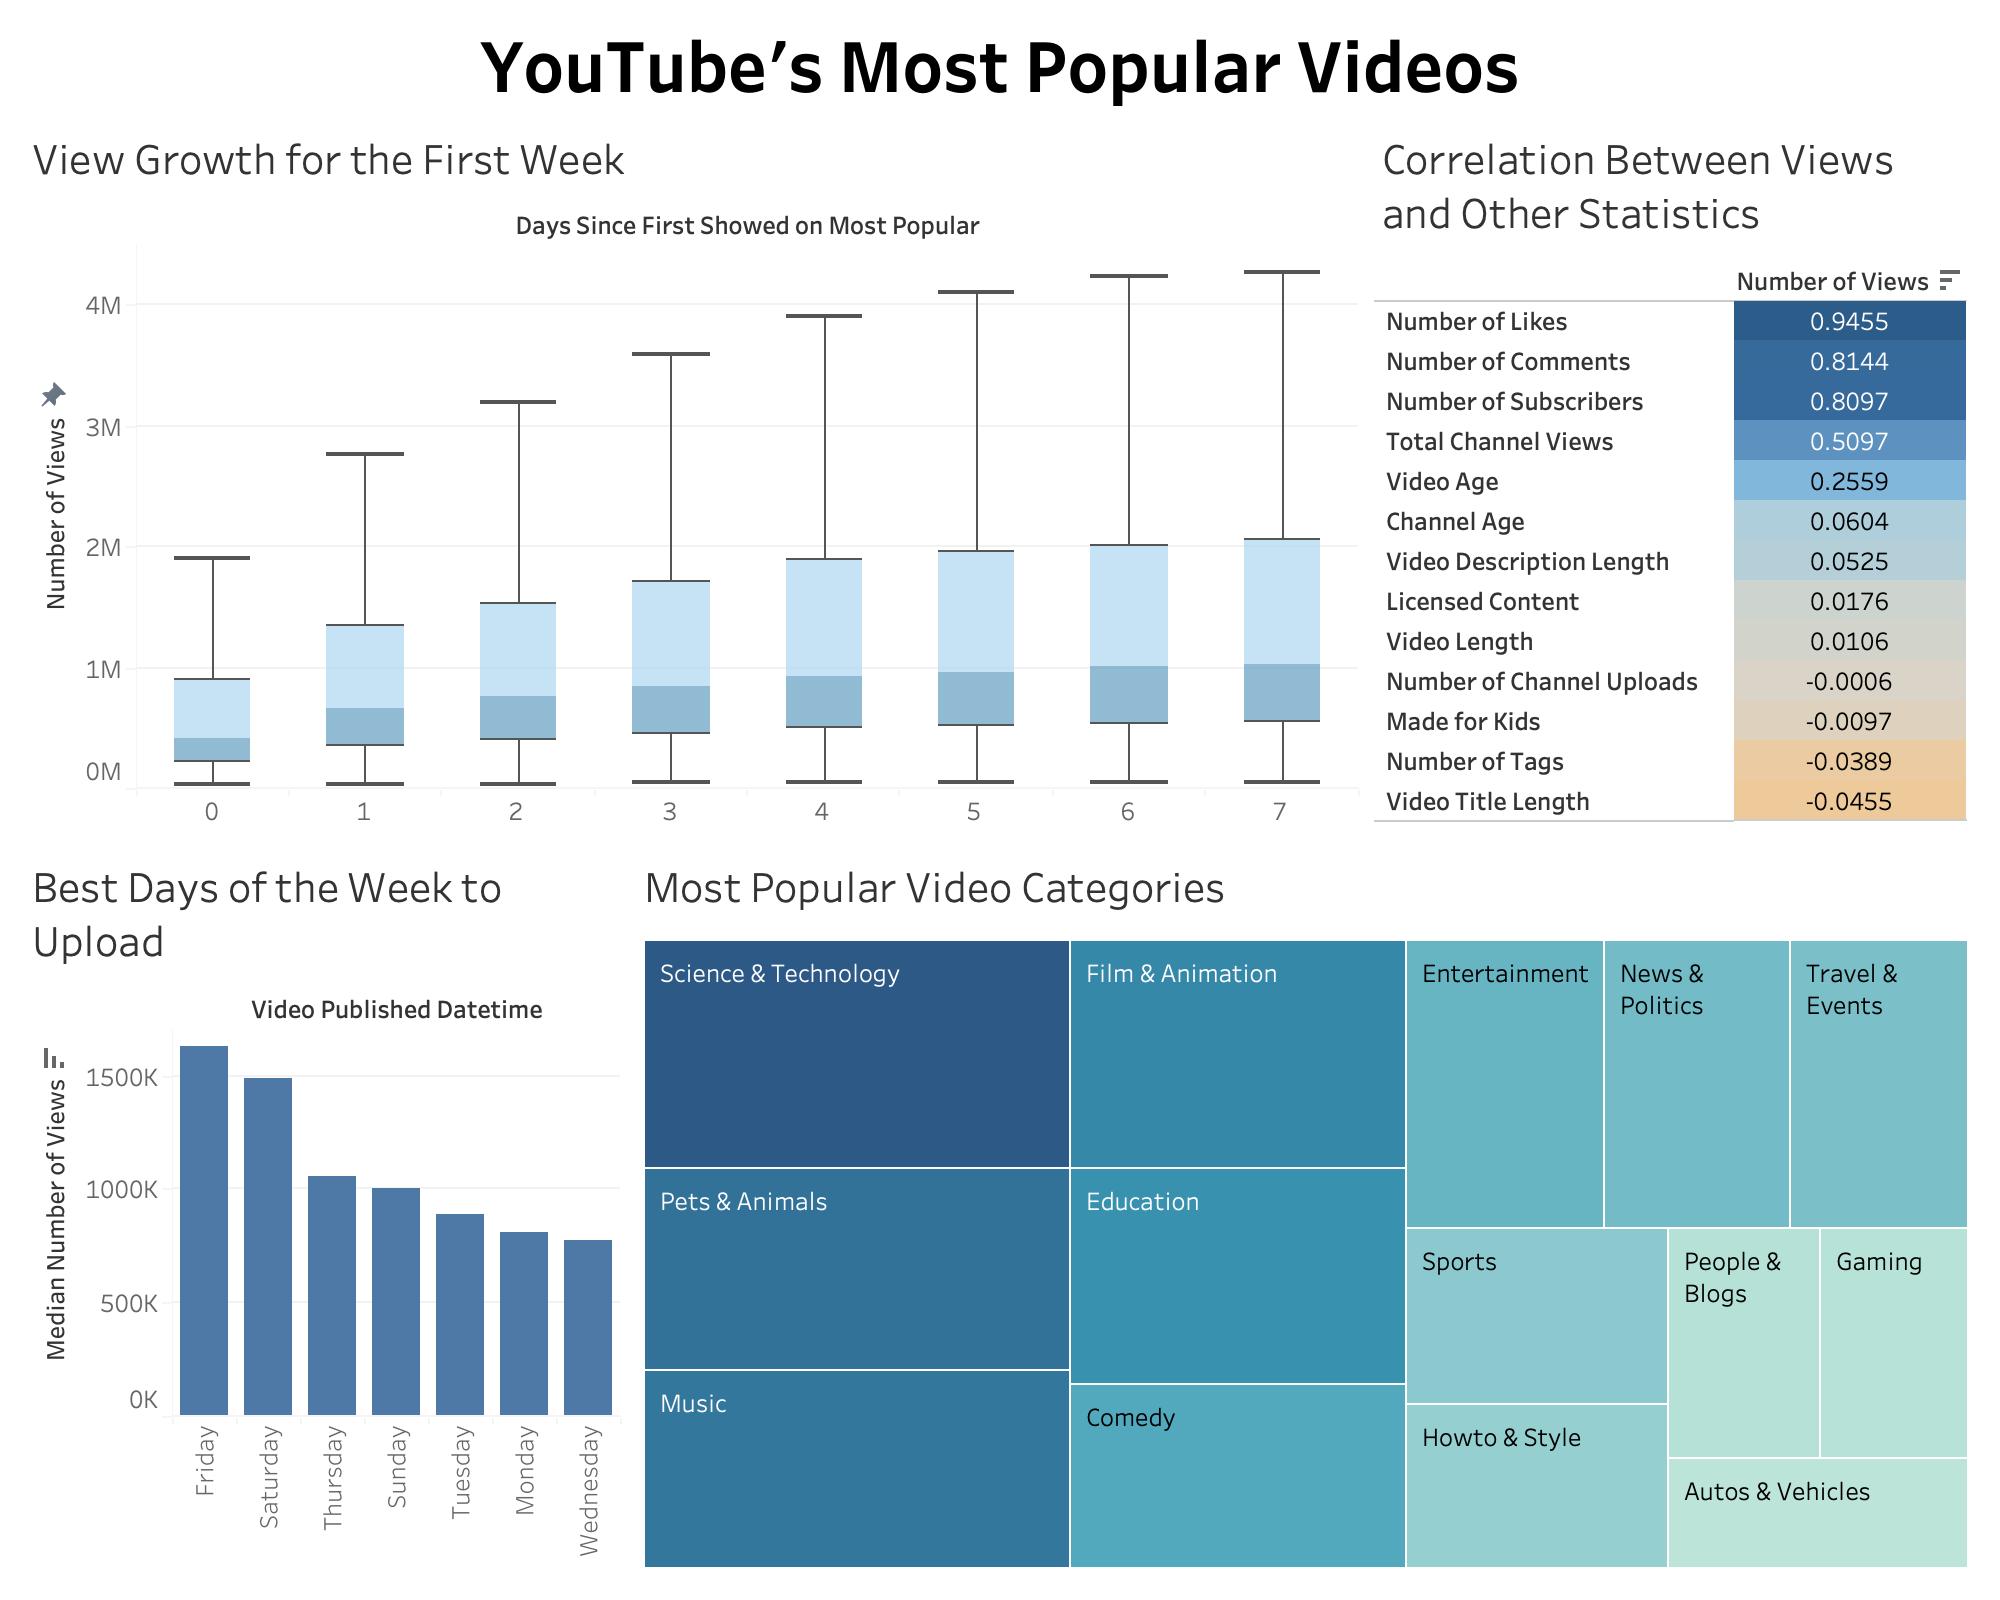 YouTube’s Most Popular Videos
View Growth for the First Week
Days Since First Showed on Most Popular
Number of Views
4M
3M
2M
1M
0M
0 1 2 3 4 5 6 7
Correlation Between Views
and Other Statistics
Number of Views
Number of Likes 0.9455
Number of Comments 0.8144
Number of Subscribers 0.8097
Total Channel Views 0.5097
Video Age 0.2559
Channel Age 0.0604
Video Description Length 0.0525
Licensed Content 0.0176
Video Length 0.0106
Number of Channel Uploads -0.0006
Made for Kids -0.0097
Number of Tags -0.0389
Video Title Length -0.0455
Best Days of the Week to
Upload
Video Published Datetime
Median Number of Views
1500K
1000K
500K
0K
Friday
Saturday
Thursday
Sunday
Tuesday
Monday
Wednesday
Most Popular Video Categories
Science & Technology
Pets & Animals
Music
Film & Animation
Education
Comedy
Entertainment
News &
Politics
Travel &
Events
Sports
Howto & Style
People &
Blogs
Gaming
Autos & Vehicles